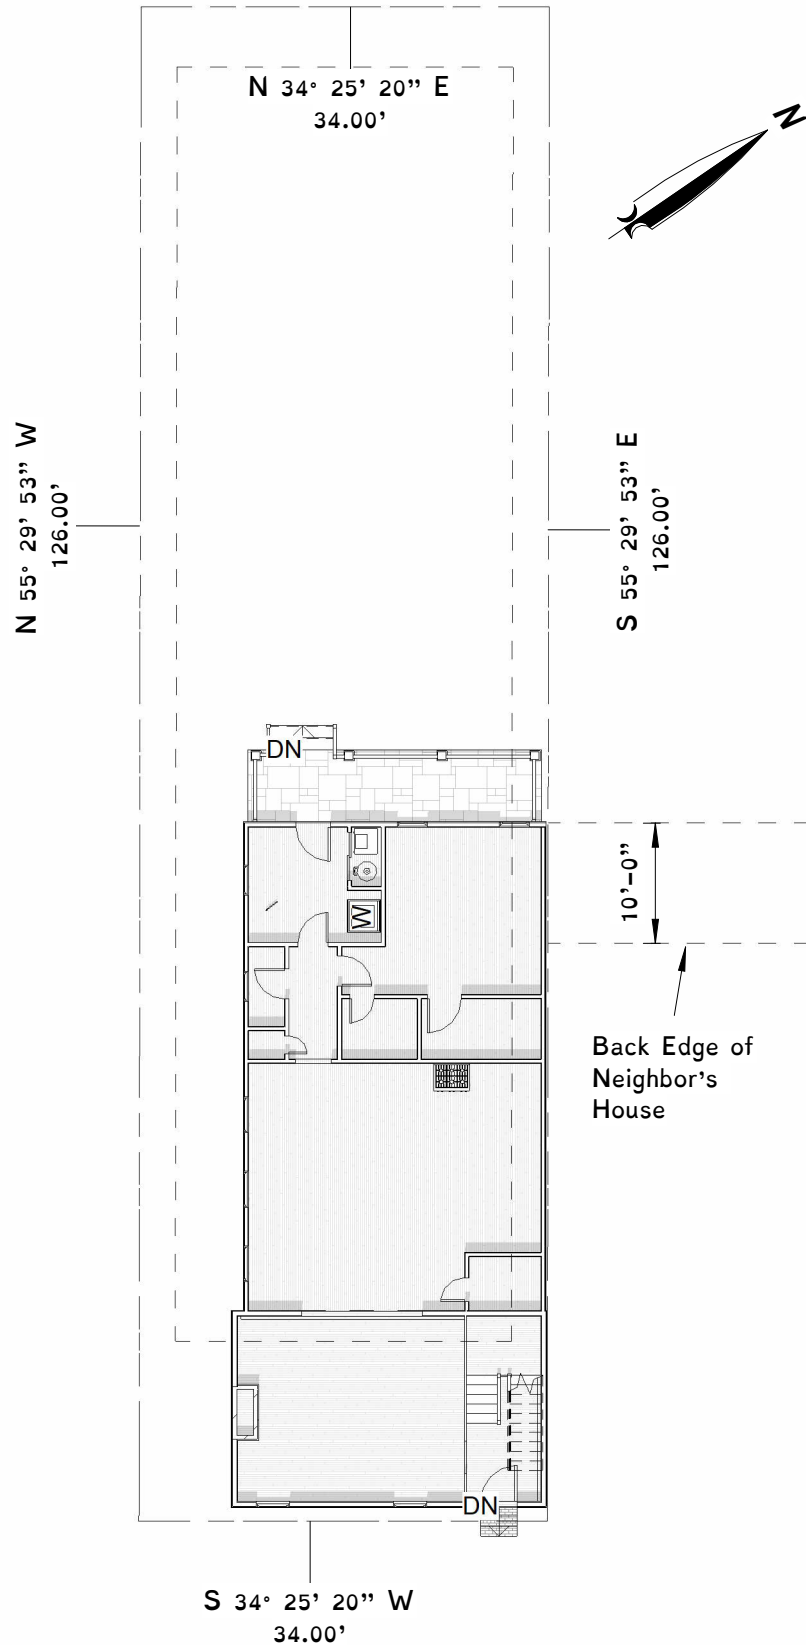 N 34° 25’ 20” E
34.00’
N
N 55° 29’ 53” W
126.00’
S 55° 29’ 53” E
126.00’
DN
10’-0”
W
Back Edge of
Neighbor’s
House
DN
S 34° 25’ 20” W
34.00’